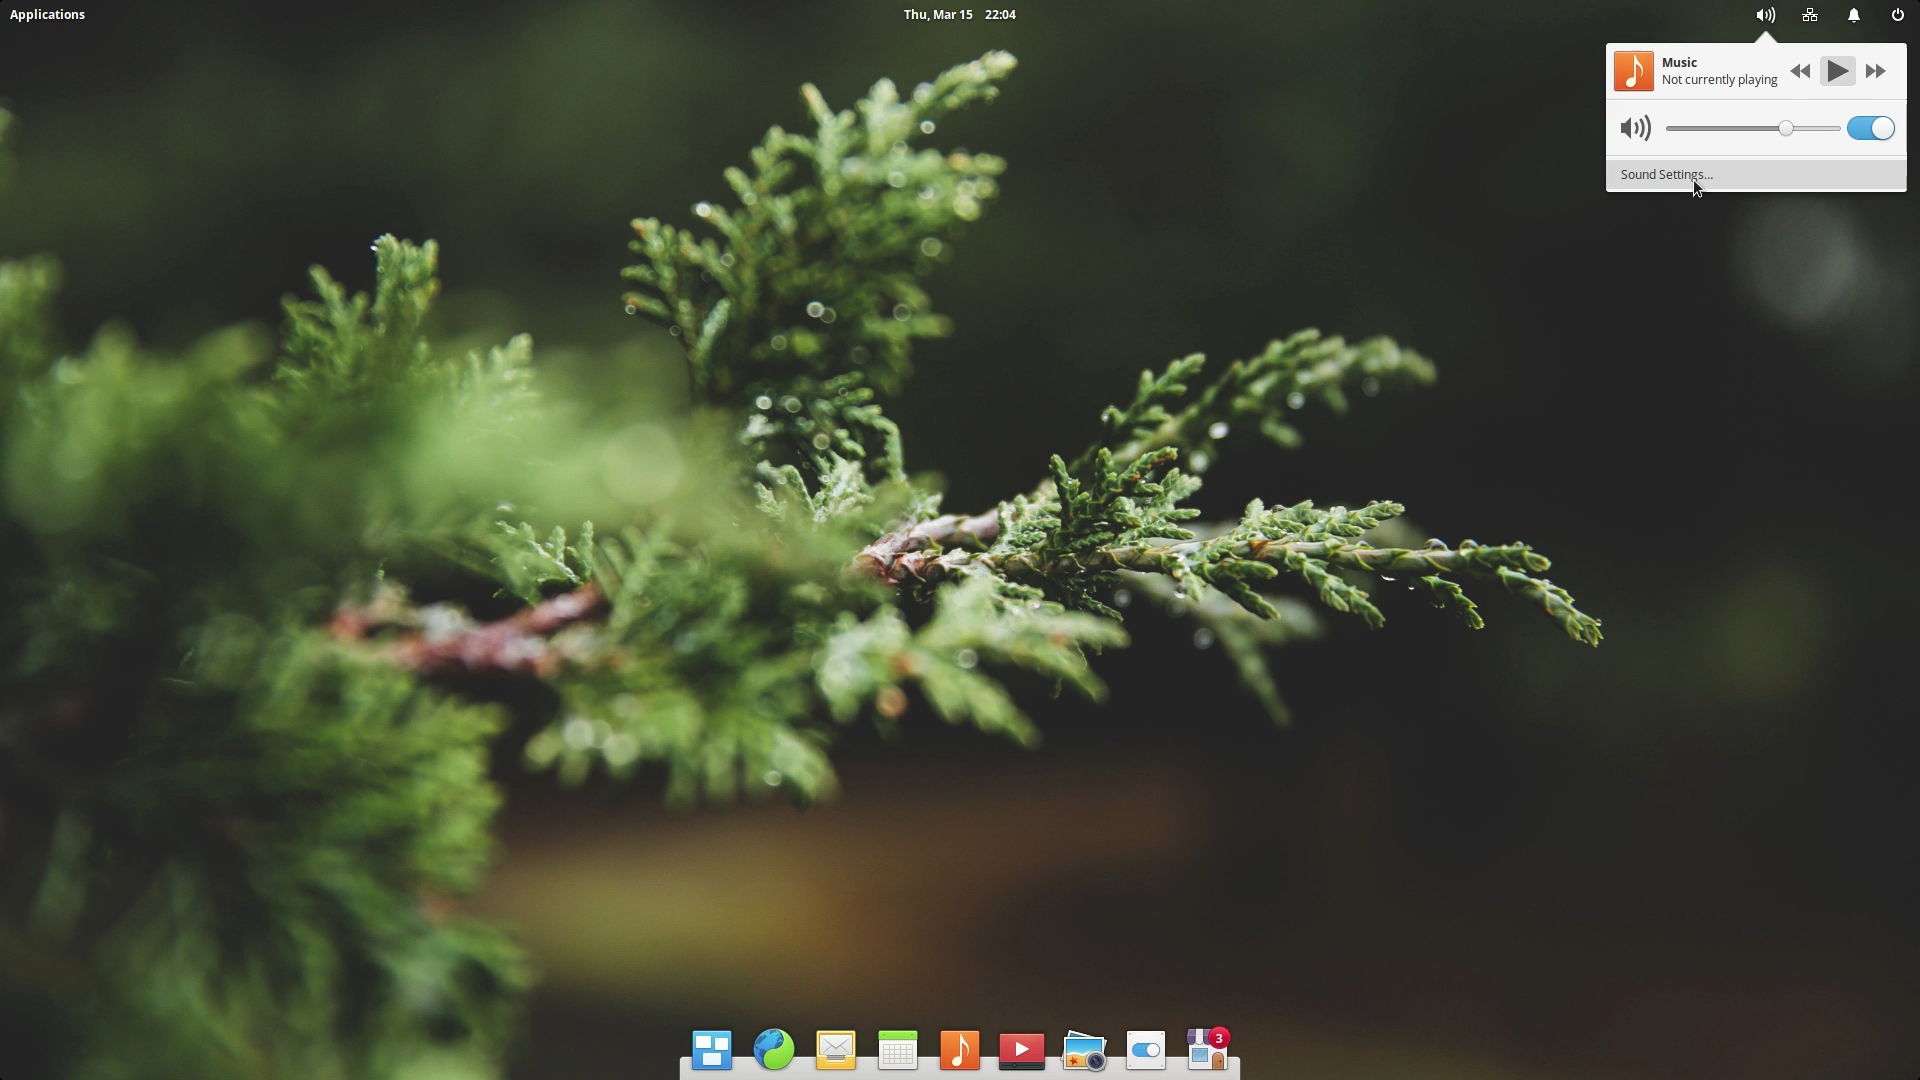 Applications
Thu, Mar 15 22:04
Music
Not currently playing
Sound Settings...
3